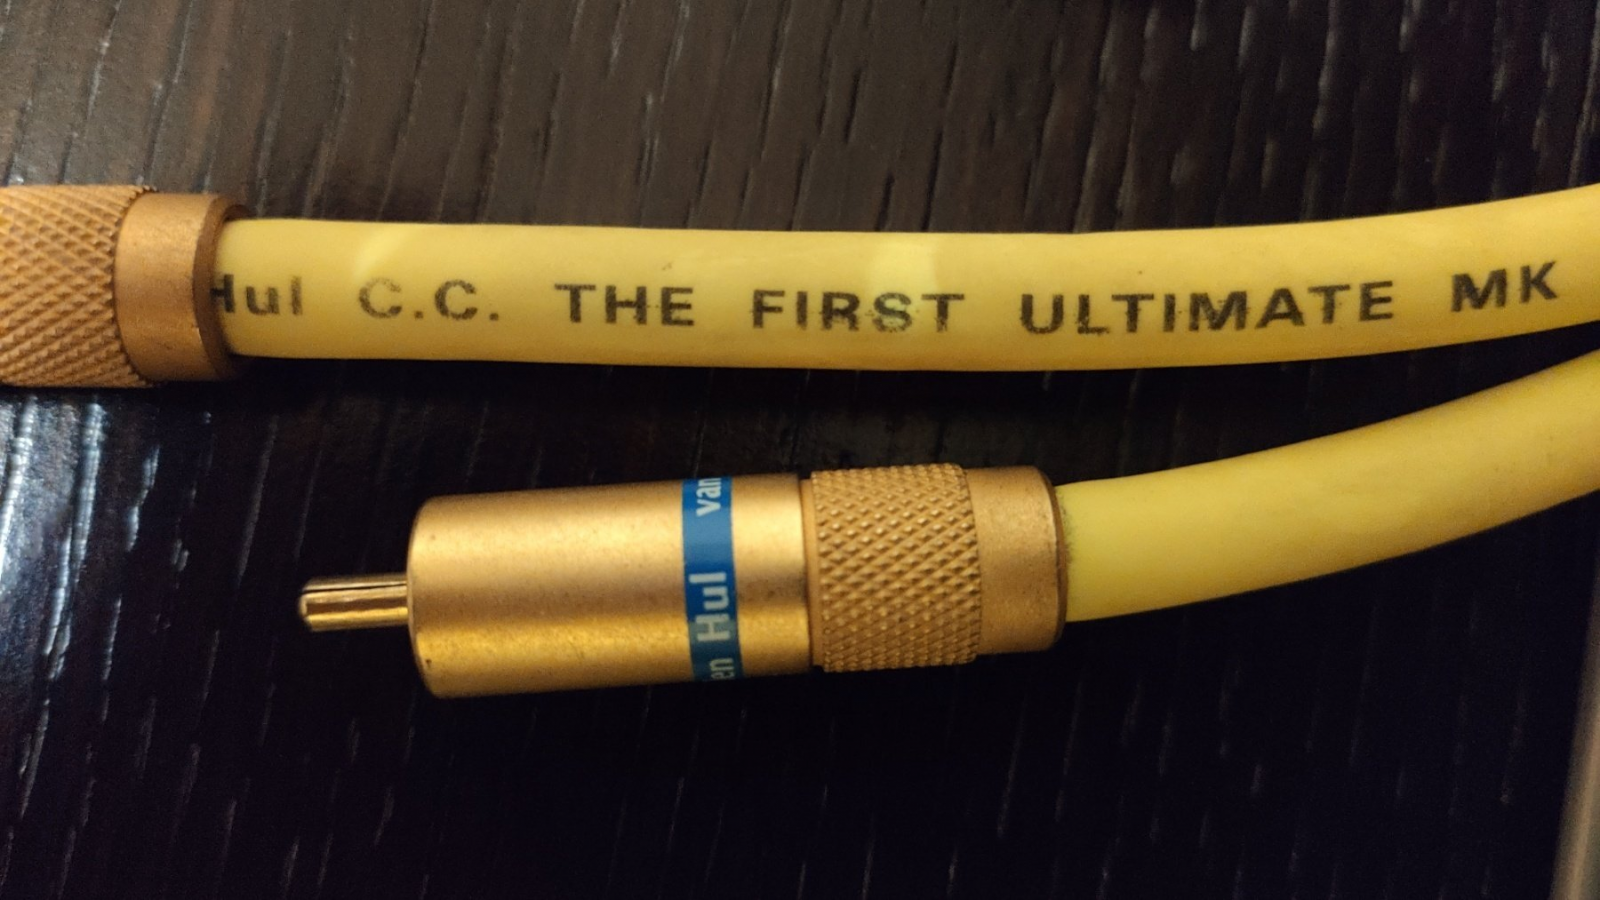 Hul C.C. THE FIRST ULTIMATE MK
van
en Hul